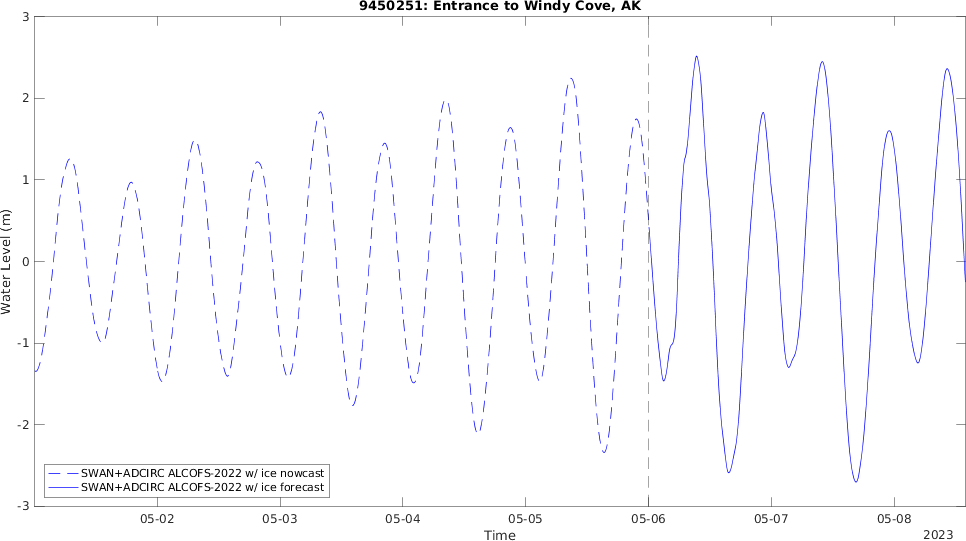 9450251: Entrance to Windy Cove, AK
3
2
1
0
-1
-2
-3
Water Level (m)
SWAN+ADCIRC ALCOFS-2022 w/ ice nowcast
SWAN+ADCIRC ALCOFS-2022 w/ ice forecast
05-02 05-03 05-04 05-05 05-06 05-07 05-08
Time
2023